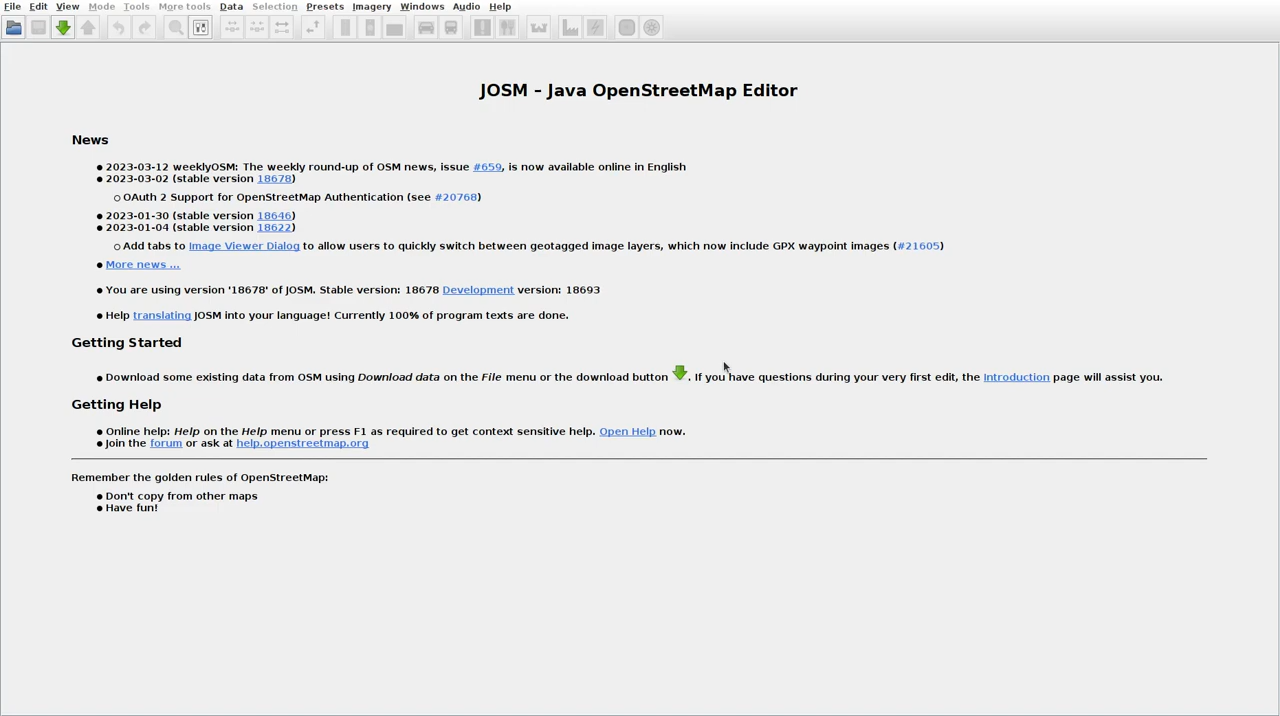 File Edit View Mode Tools More tools Data Selection Presets Imagery Windows Audio Help
JOSM – Java OpenStreetMap Editor
News
● 2023-03-12 weeklyOSM: The weekly round-up of OSM news, issue #659, is now available online in English
● 2023-03-02 (stable version 18678)
○ OAuth 2 Support for OpenStreetMap Authentication (see #20768)
● 2023-01-30 (stable version 18646)
● 2023-01-04 (stable version 18622)
○ Add tabs to Image Viewer Dialog to allow users to quickly switch between geotagged image layers, which now include GPX waypoint images (#21605)
● More news ...
● You are using version '18678' of JOSM. Stable version: 18678 Development version: 18693
● Help translating JOSM into your language! Currently 100% of program texts are done.
Getting Started
● Download some existing data from OSM using Download data on the File menu or the download button . If you have questions during your very first edit, the Introduction page will assist you.
Getting Help
● Online help: Help on the Help menu or press F1 as required to get context sensitive help. Open Help now.
● Join the forum or ask at help.openstreetmap.org
Remember the golden rules of OpenStreetMap:
● Don't copy from other maps
● Have fun!